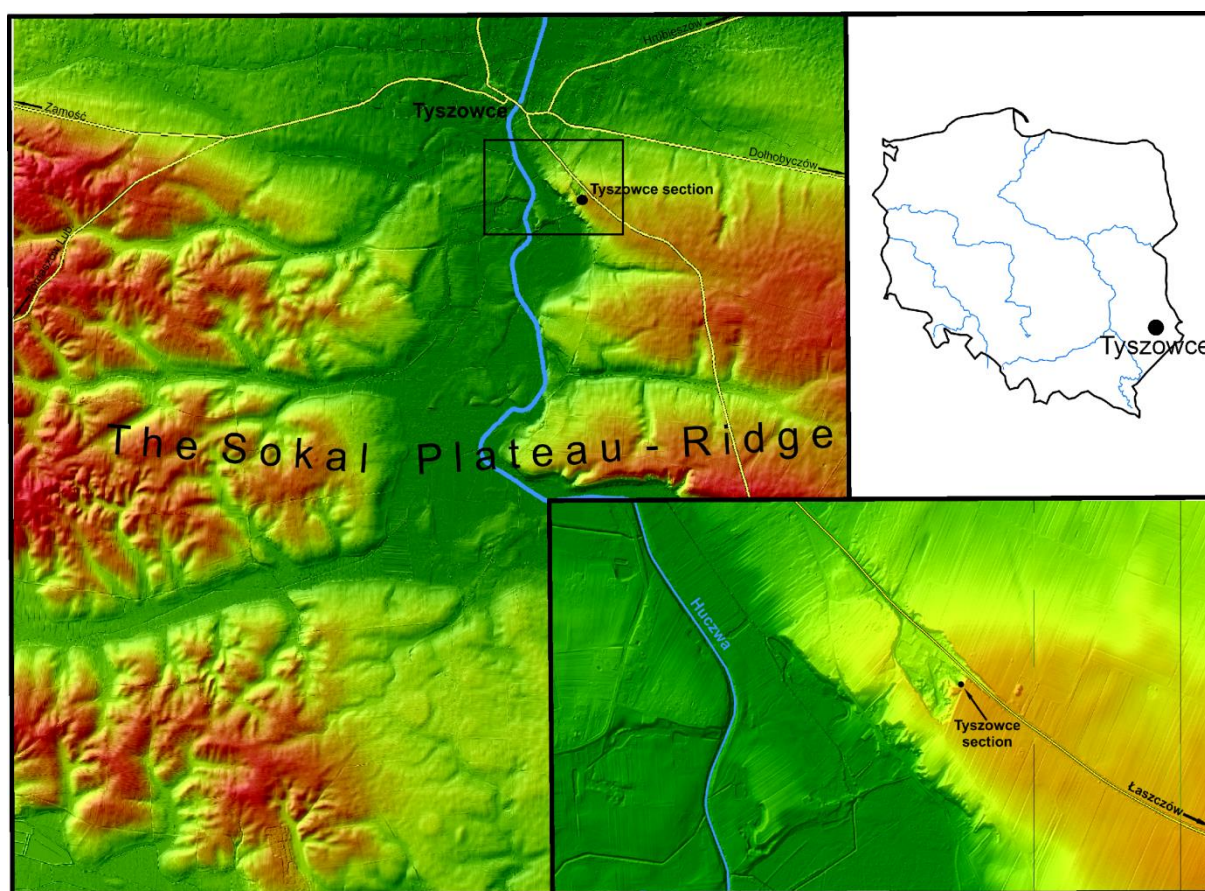 Hrubieszów
Zamość
Tyszowce
Dołhobyczów
Tyszowce section
Tyszowce
The Sokal Plateau - Ridge
Huczwa
Tyszowce
section
Łaszczów